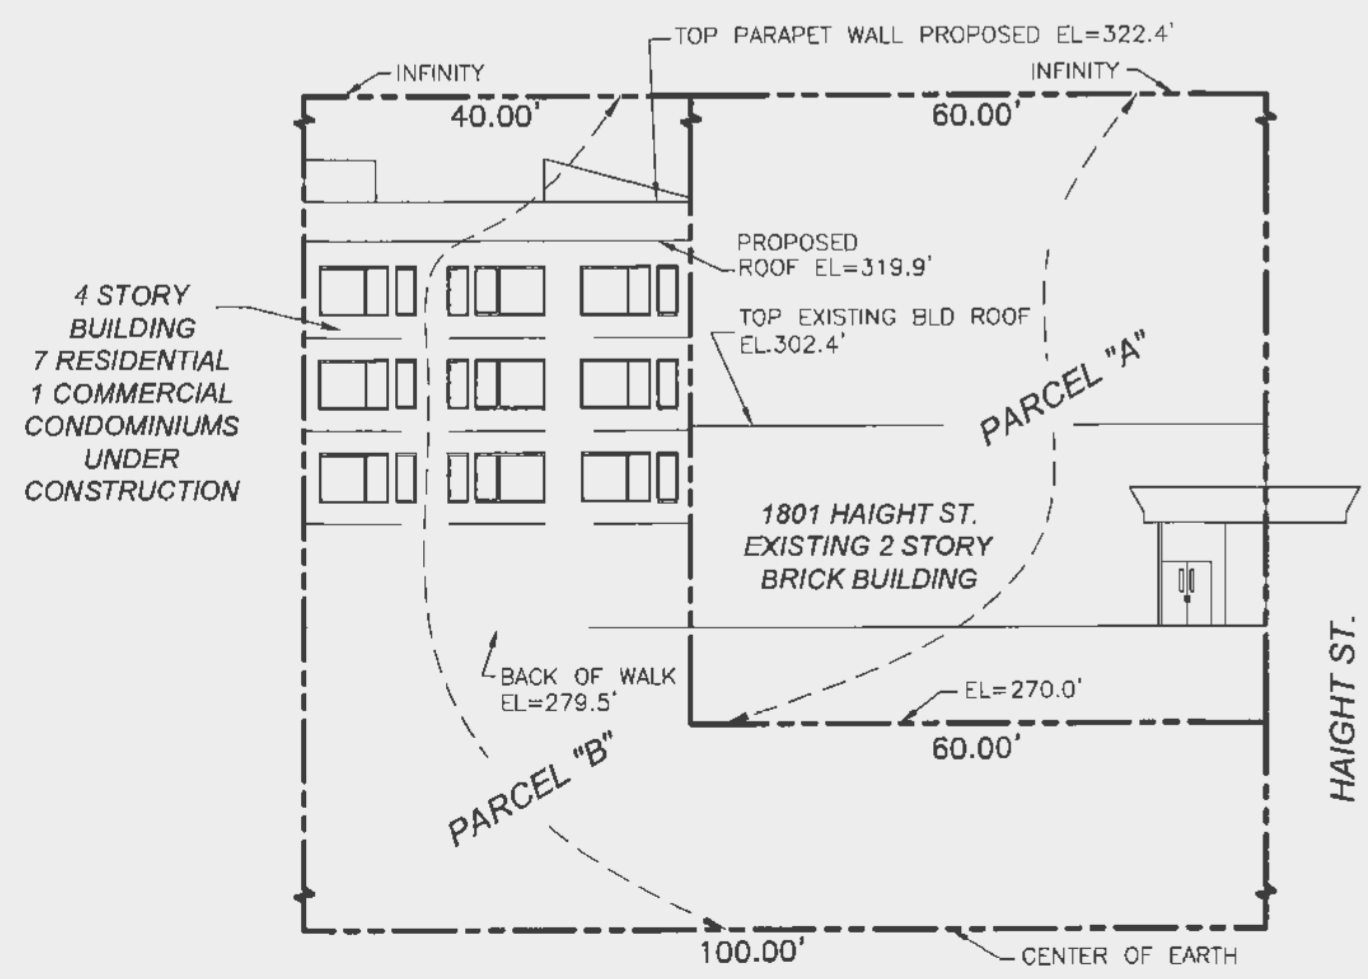 TOP PARAPET WALL PROPOSED EL=322.4'
INFINITY
INFINITY
40.00'
60.00'
PROPOSED
ROOF EL=319.9'
4 STORY
BUILDING
7 RESIDENTIAL
1 COMMERCIAL
CONDOMINIUMS
UNDER
CONSTRUCTION
TOP EXISTING BLD ROOF
EL.302.4'
PARCEL "A"
1801 HAIGHT ST.
EXISTING 2 STORY
BRICK BUILDING
HAIGHT ST.
BACK OF WALK
EL=279.5'
EL=270.0'
60.00'
PARCEL "B"
100.00'
CENTER OF EARTH